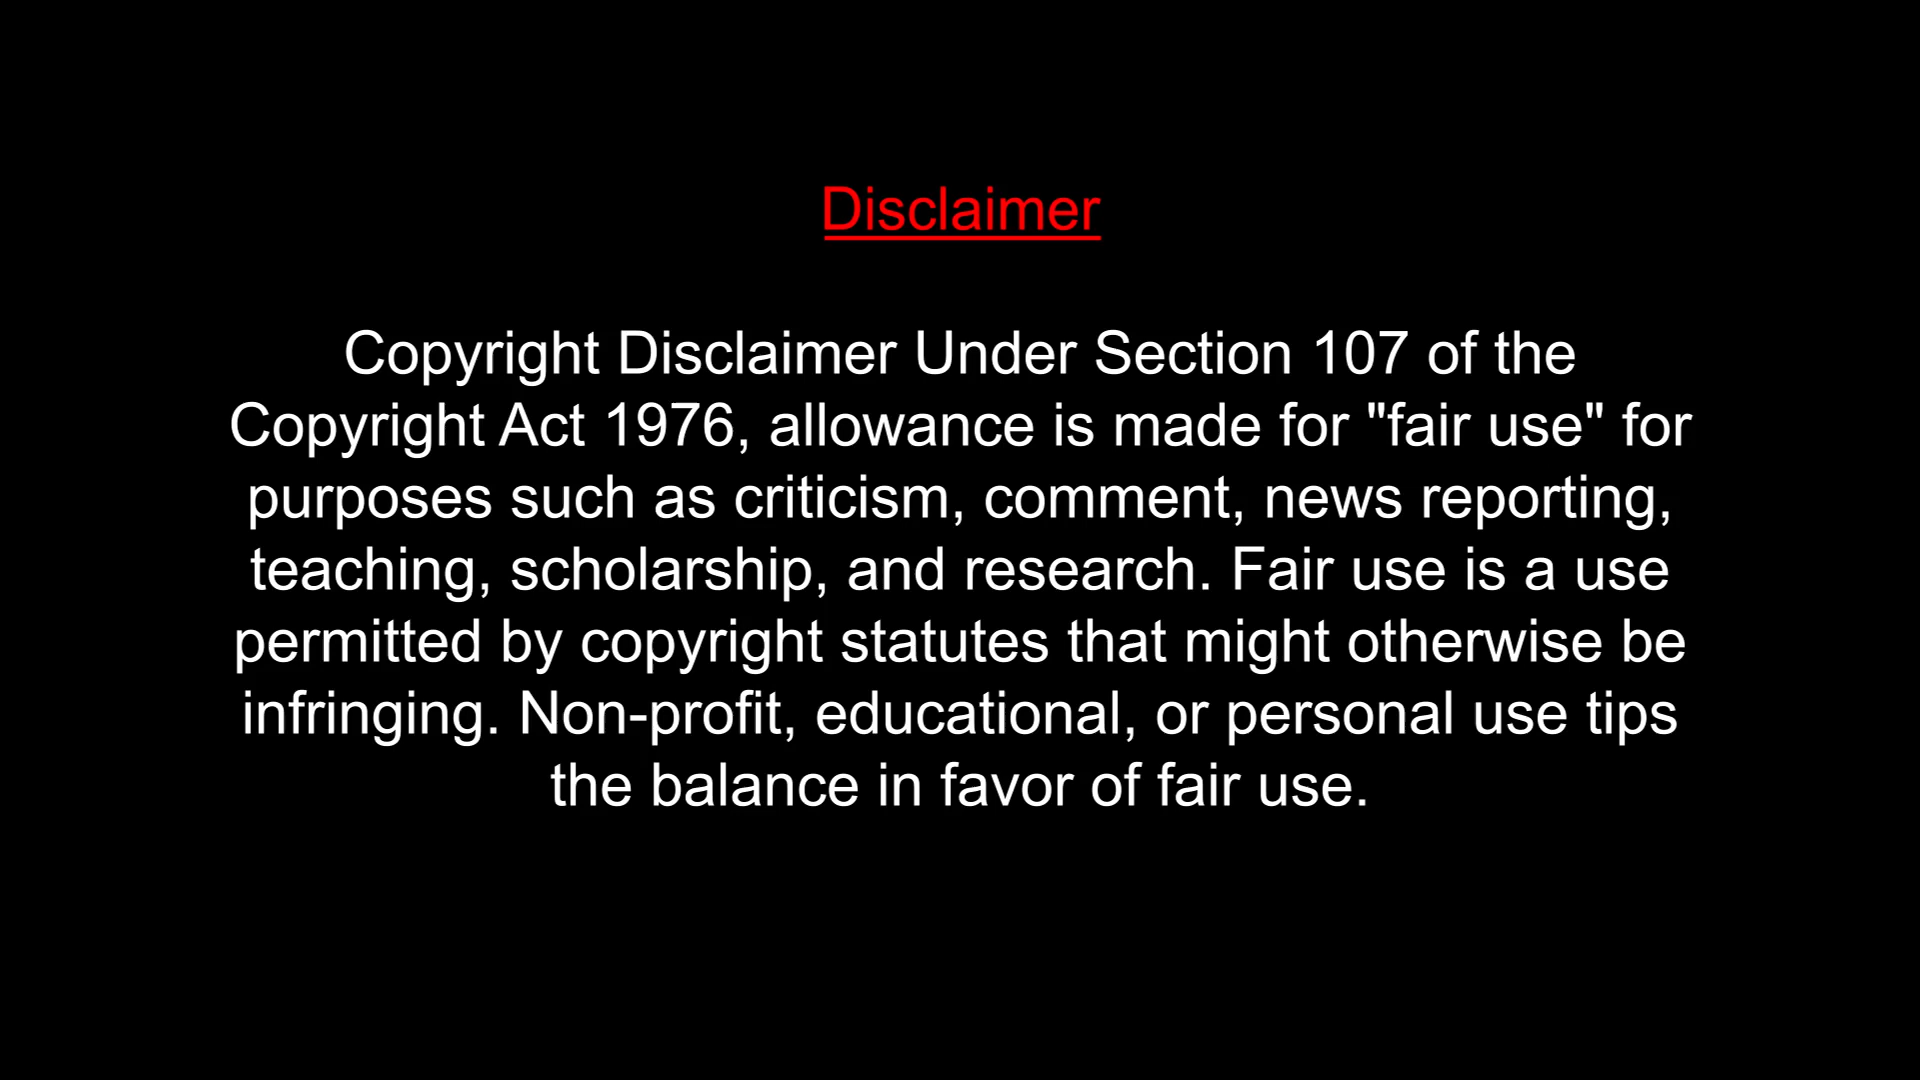 Disclaimer
Copyright Disclaimer Under Section 107 of the
Copyright Act 1976, allowance is made for "fair use" for
purposes such as criticism, comment, news reporting,
teaching, scholarship, and research. Fair use is a use
permitted by copyright statutes that might otherwise be
infringing. Non-profit, educational, or personal use tips
the balance in favor of fair use.